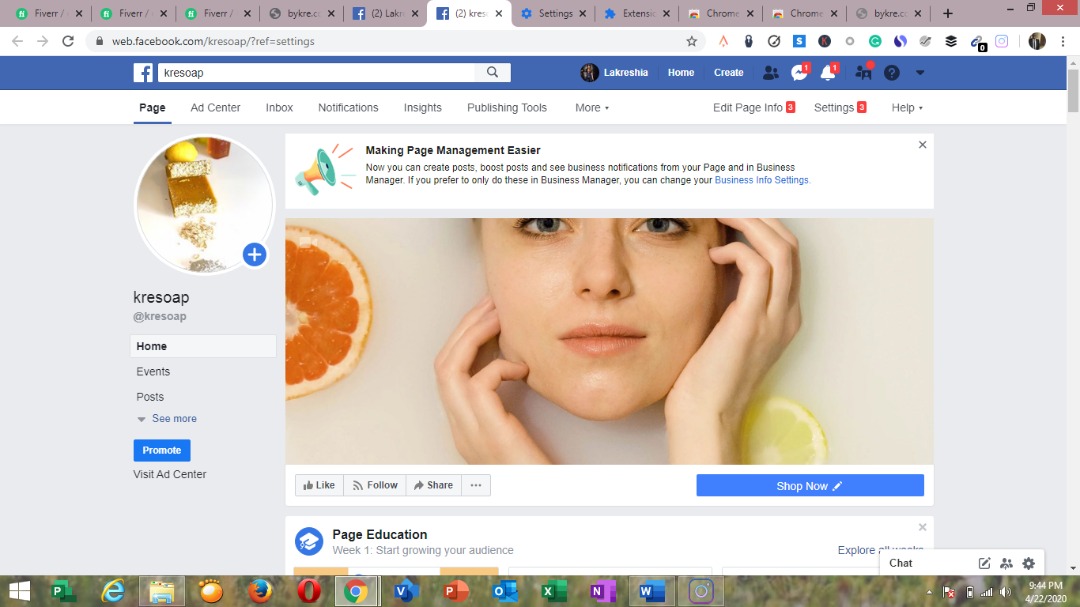 Fiverr /
Fiverr /
Fiverr /
bykre.c
(2) Lakr
(2) kres
Settings
Extensi
Chrome
Chrome
bykre.c
web.facebook.com/kresoap/?ref=settings
0
kresoap
Lakreshia
Home
Create
1
1
Page
Ad Center
Inbox
Notifications
Insights
Publishing Tools
More
Edit Page Info 3
Settings 3
Help
Making Page Management Easier
Now you can create posts, boost posts and see business notifications from your Page and in Business
Manager. If you prefer to only do these in Business Manager, you can change your Business Info Settings.
kresoap
@kresoap
Home
Events
Posts
See more
Promote
Visit Ad Center
Like
Follow
Share
Shop Now
Page Education
Week 1: Start growing your audience
Explore all weeks
Chat
9:44 PM
4/22/2020